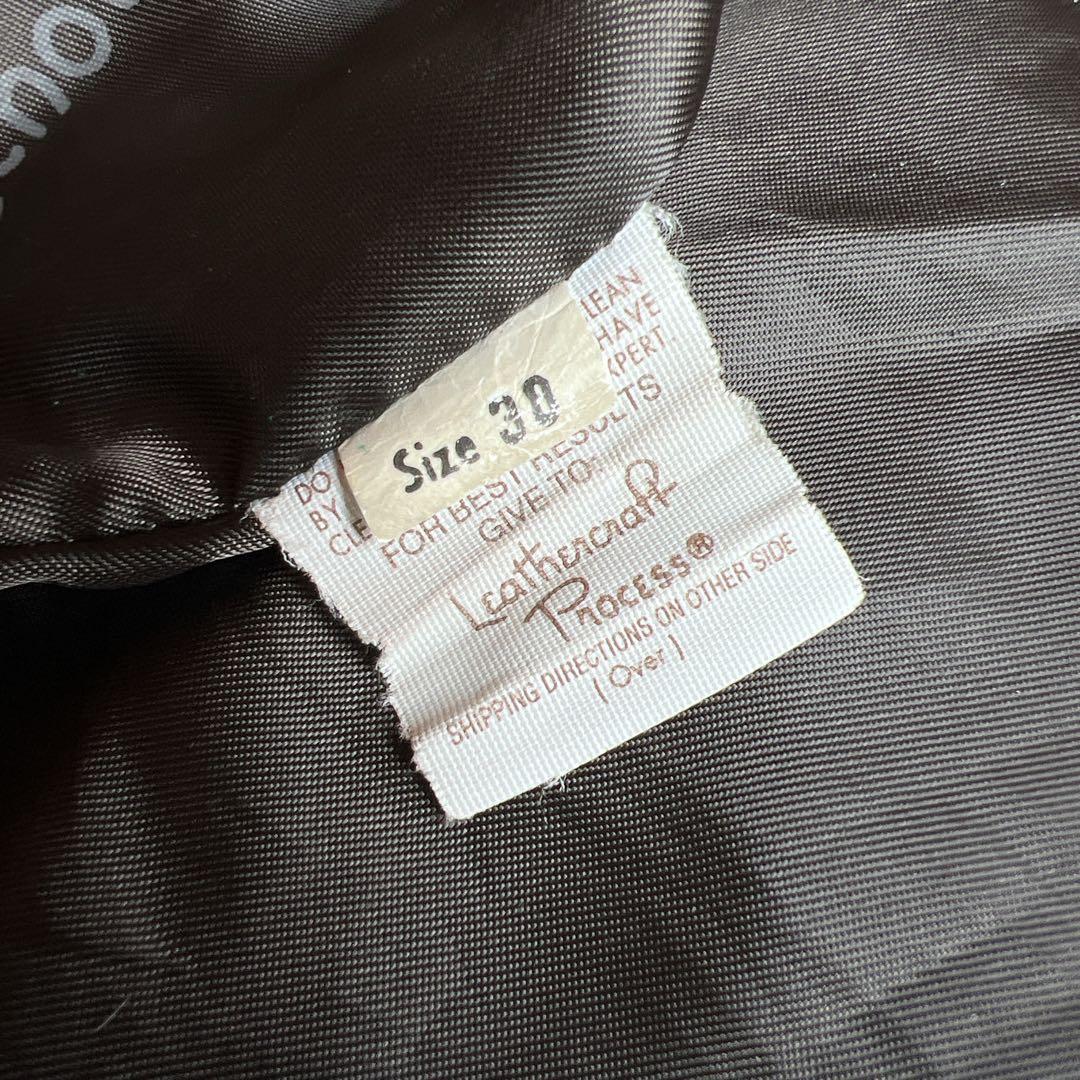 LEAN
HAVE
DO
XPERT.
BY
Size 30
CLE
FOR BEST RESULTS
GIVE TO-
Leathercraft
Process®
SHIPPING DIRECTIONS ON OTHER SIDE
(Over)